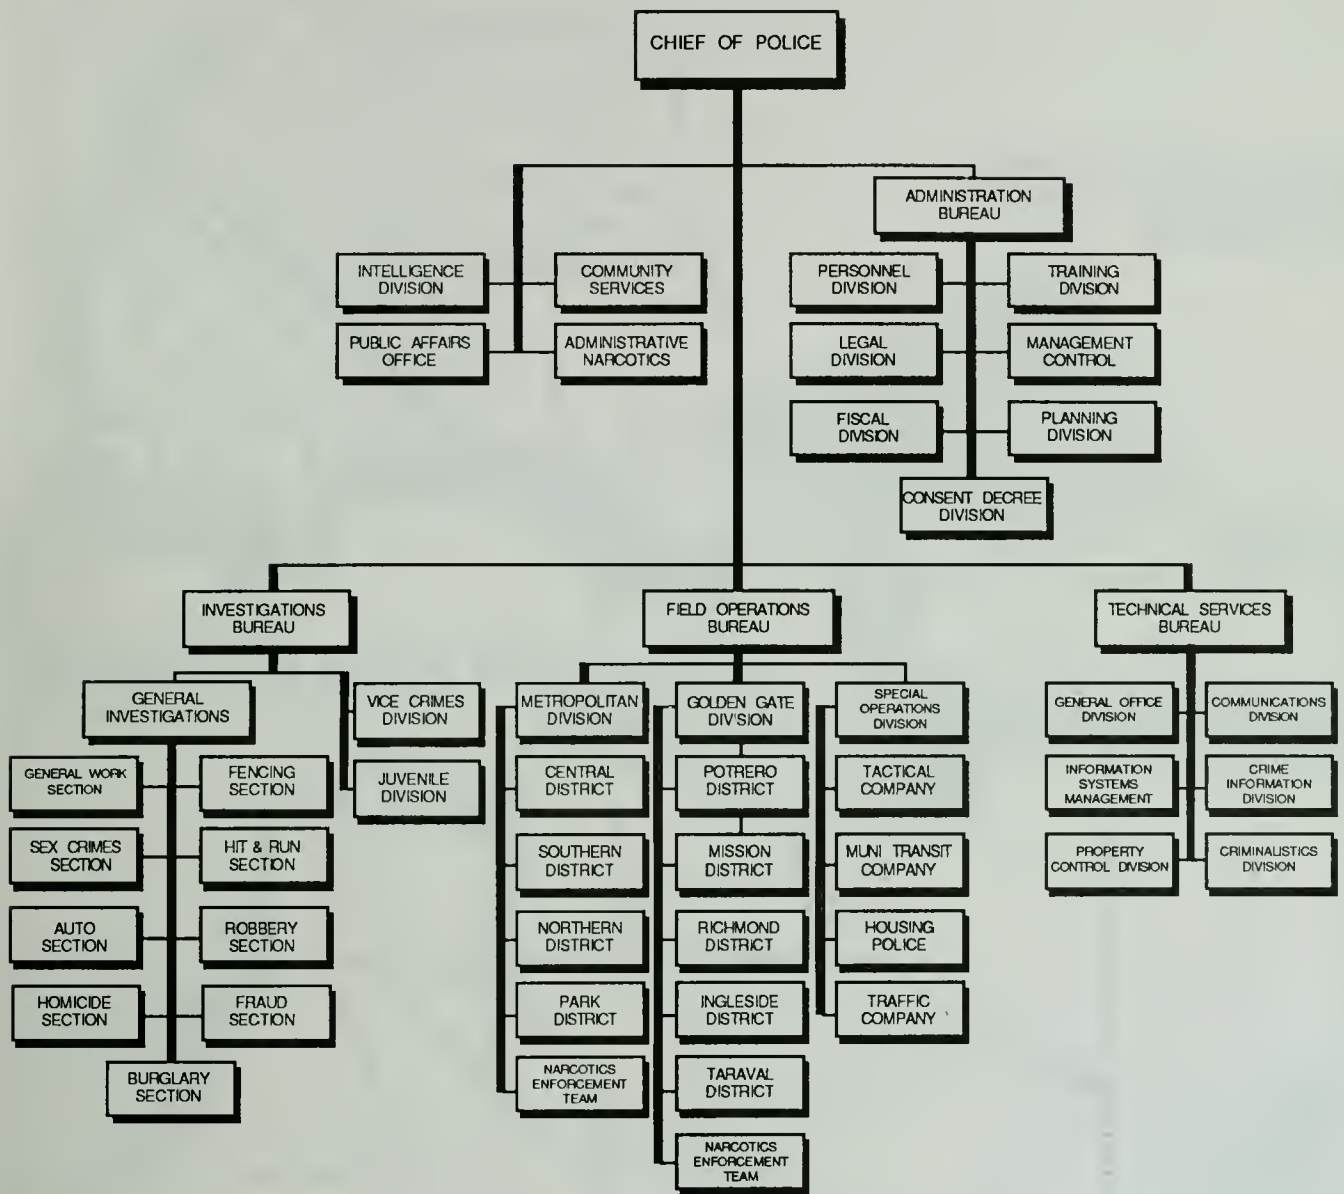 CHIEF OF POLICE
ADMINISTRATION
BUREAU
INTELLIGENCE
DIVISION
COMMUNITY
SERVICES
PUBLIC AFFAIRS
OFFICE
ADMINISTRATIVE
NARCOTICS
PERSONNEL
DIVISION
TRAINING
DIVISION
LEGAL
DIVISION
MANAGEMENT
CONTROL
FISCAL
DIVISION
PLANNING
DIVISION
CONSENT DECREE
DIVISION
INVESTIGATIONS
BUREAU
FIELD OPERATIONS
BUREAU
TECHNICAL SERVICES
BUREAU
GENERAL
INVESTIGATIONS
VICE CRIMES
DIVISION
JUVENILE
DIVISION
GENERAL WORK
SECTION
FENCING
SECTION
SEX CRIMES
SECTION
HIT & RUN
SECTION
AUTO
SECTION
ROBBERY
SECTION
HOMICIDE
SECTION
FRAUD
SECTION
BURGLARY
SECTION
METROPOLITAN
DIVISION
CENTRAL
DISTRICT
SOUTHERN
DISTRICT
NORTHERN
DISTRICT
PARK
DISTRICT
NARCOTICS
ENFORCEMENT
TEAM
GOLDEN GATE
DIVISION
POTRERO
DISTRICT
MISSION
DISTRICT
RICHMOND
DISTRICT
INGLESIDE
DISTRICT
TARAVAL
DISTRICT
NARCOTICS
ENFORCEMENT
TEAM
SPECIAL
OPERATIONS
DIVISION
TACTICAL
COMPANY
MUNI TRANSIT
COMPANY
HOUSING
POLICE
TRAFFIC
COMPANY
GENERAL OFFICE
DIVISION
COMMUNICATIONS
DIVISION
INFORMATION
SYSTEMS
MANAGEMENT
CRIME
INFORMATION
DIVISION
PROPERTY
CONTROL DIVISION
CRIMINALISTICS
DIVISION